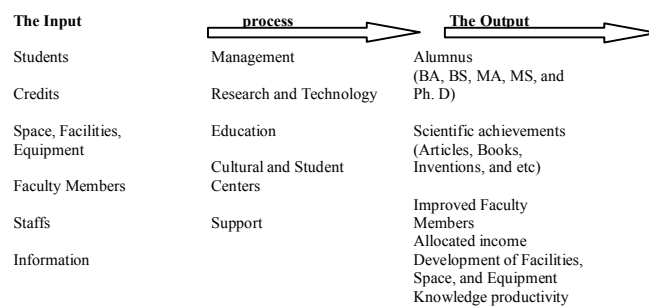 The Input
Students
Credits
Space, Facilities,
Equipment
Faculty Members
Staffs
Information
process
Management
Research and Technology
Education
Cultural and Student
Centers
Support
The Output
Alumnus
(BA, BS, MA, MS, and
Ph. D)
Scientific achievements
(Articles, Books,
Inventions, and etc)
Improved Faculty
Members
Allocated income
Development of Facilities,
Space, and Equipment
Knowledge productivity